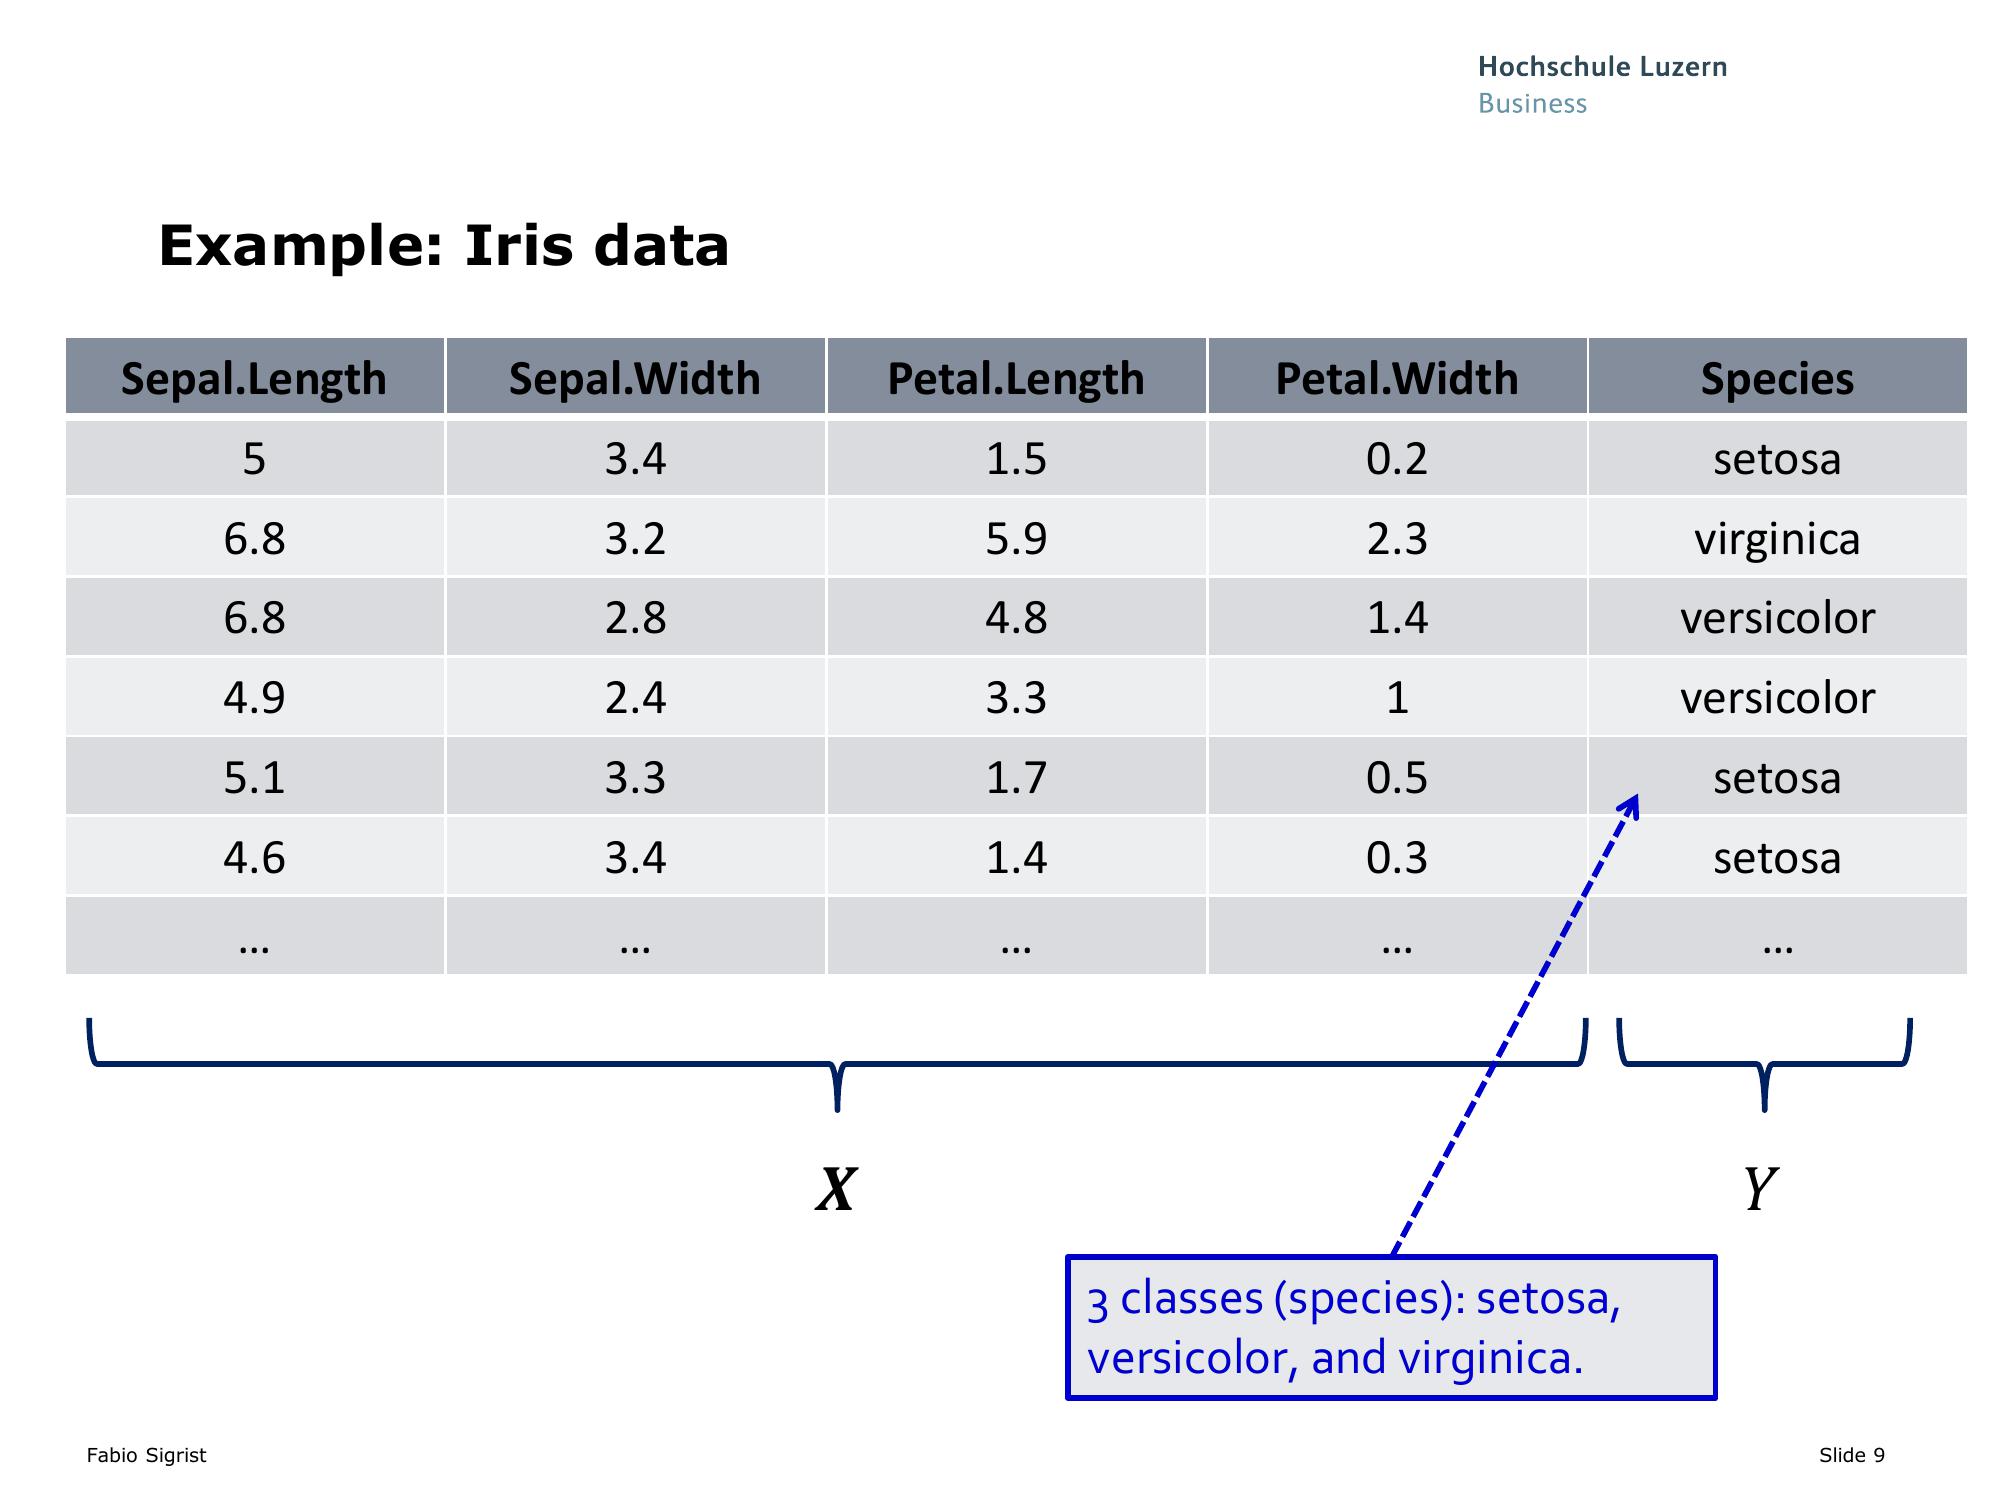 Hochschule Luzern
Business
Example: Iris data
Sepal.Length Sepal.Width Petal.Length Petal.Width Species
5 3.4 1.5 0.2 setosa
6.8 3.2 5.9 2.3 virginica
6.8 2.8 4.8 1.4 versicolor
4.9 2.4 3.3 1 versicolor
5.1 3.3 1.7 0.5 setosa
4.6 3.4 1.4 0.3 setosa
... ... ... ... ...
X Y
3 classes (species): setosa,
versicolor, and virginica.
Fabio Sigrist Slide 9